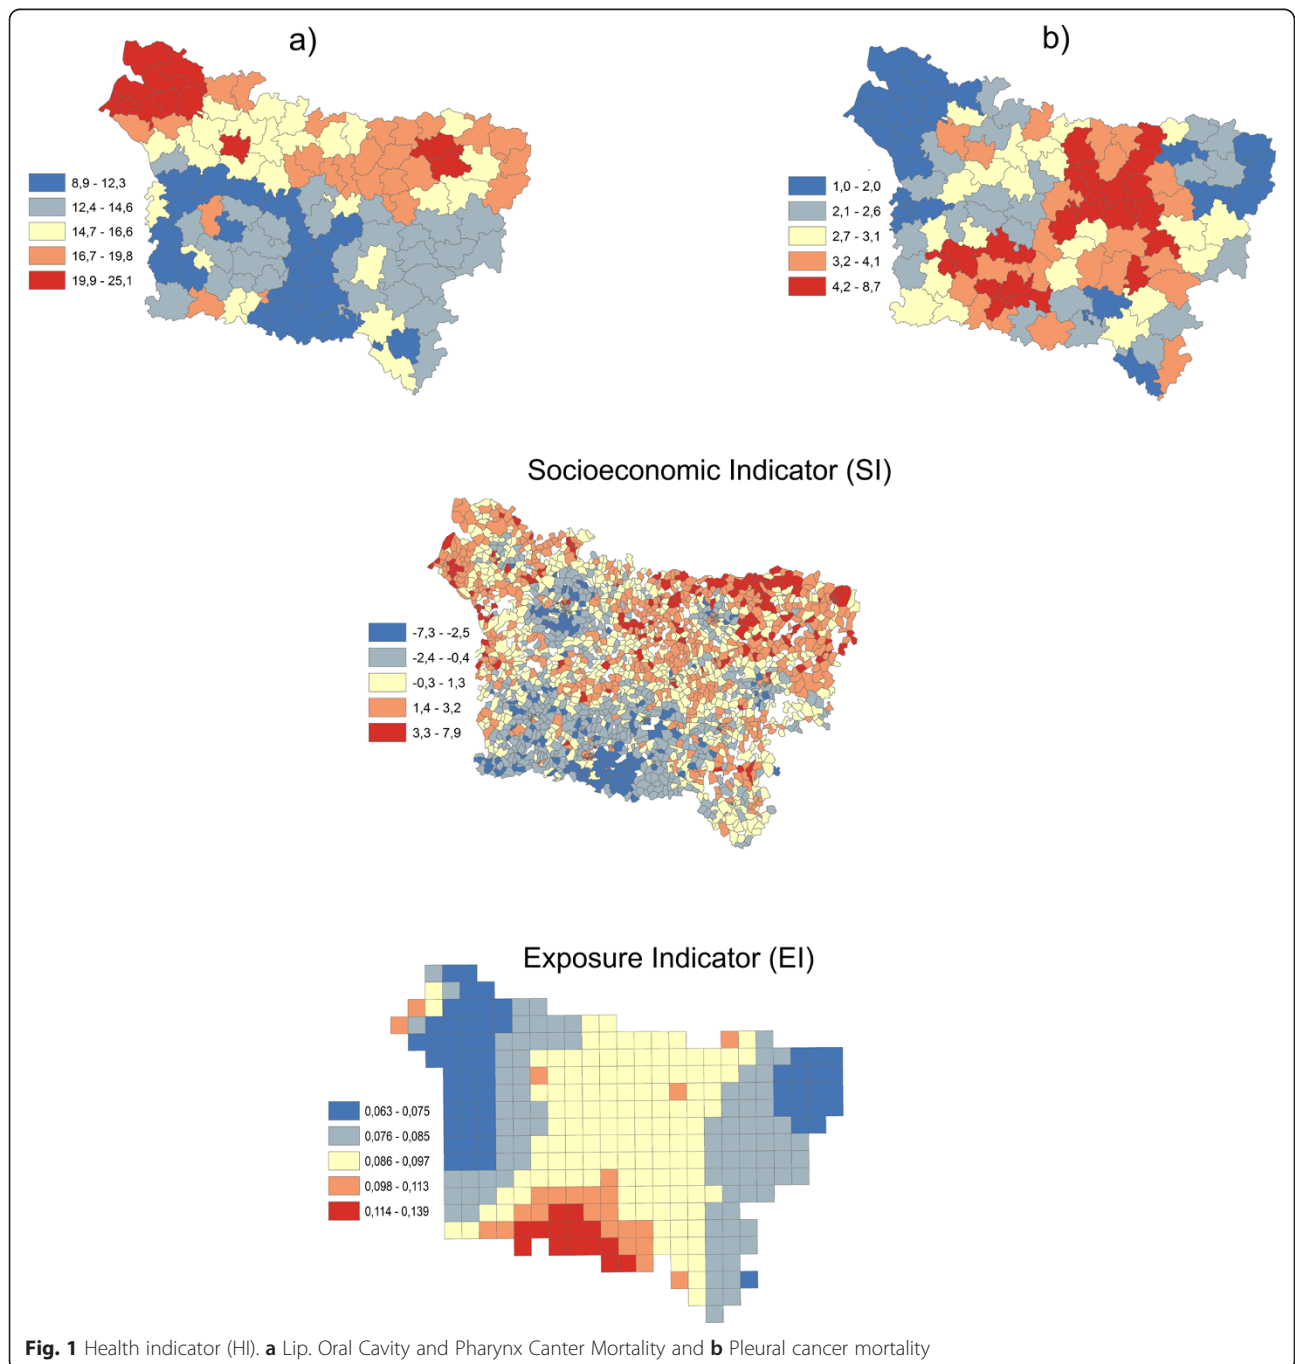 a)
b)
8,9 - 12,3
12,4 - 14,6
14,7 - 16,6
16,7 - 19,8
19,9 - 25,1
1,0 - 2,0
2,1 - 2,6
2,7 - 3,1
3,2 - 4,1
4,2 - 8,7
Socioeconomic Indicator (SI)
-7,3 - -2,5
-2,4 - -0,4
-0,3 - 1,3
1,4 - 3,2
3,3 - 7,9
Exposure Indicator (EI)
0,063 - 0,075
0,076 - 0,085
0,086 - 0,097
0,098 - 0,113
0,114 - 0,139
Fig. 1 Health indicator (HI). a Lip. Oral Cavity and Pharynx Canter Mortality and b Pleural cancer mortality